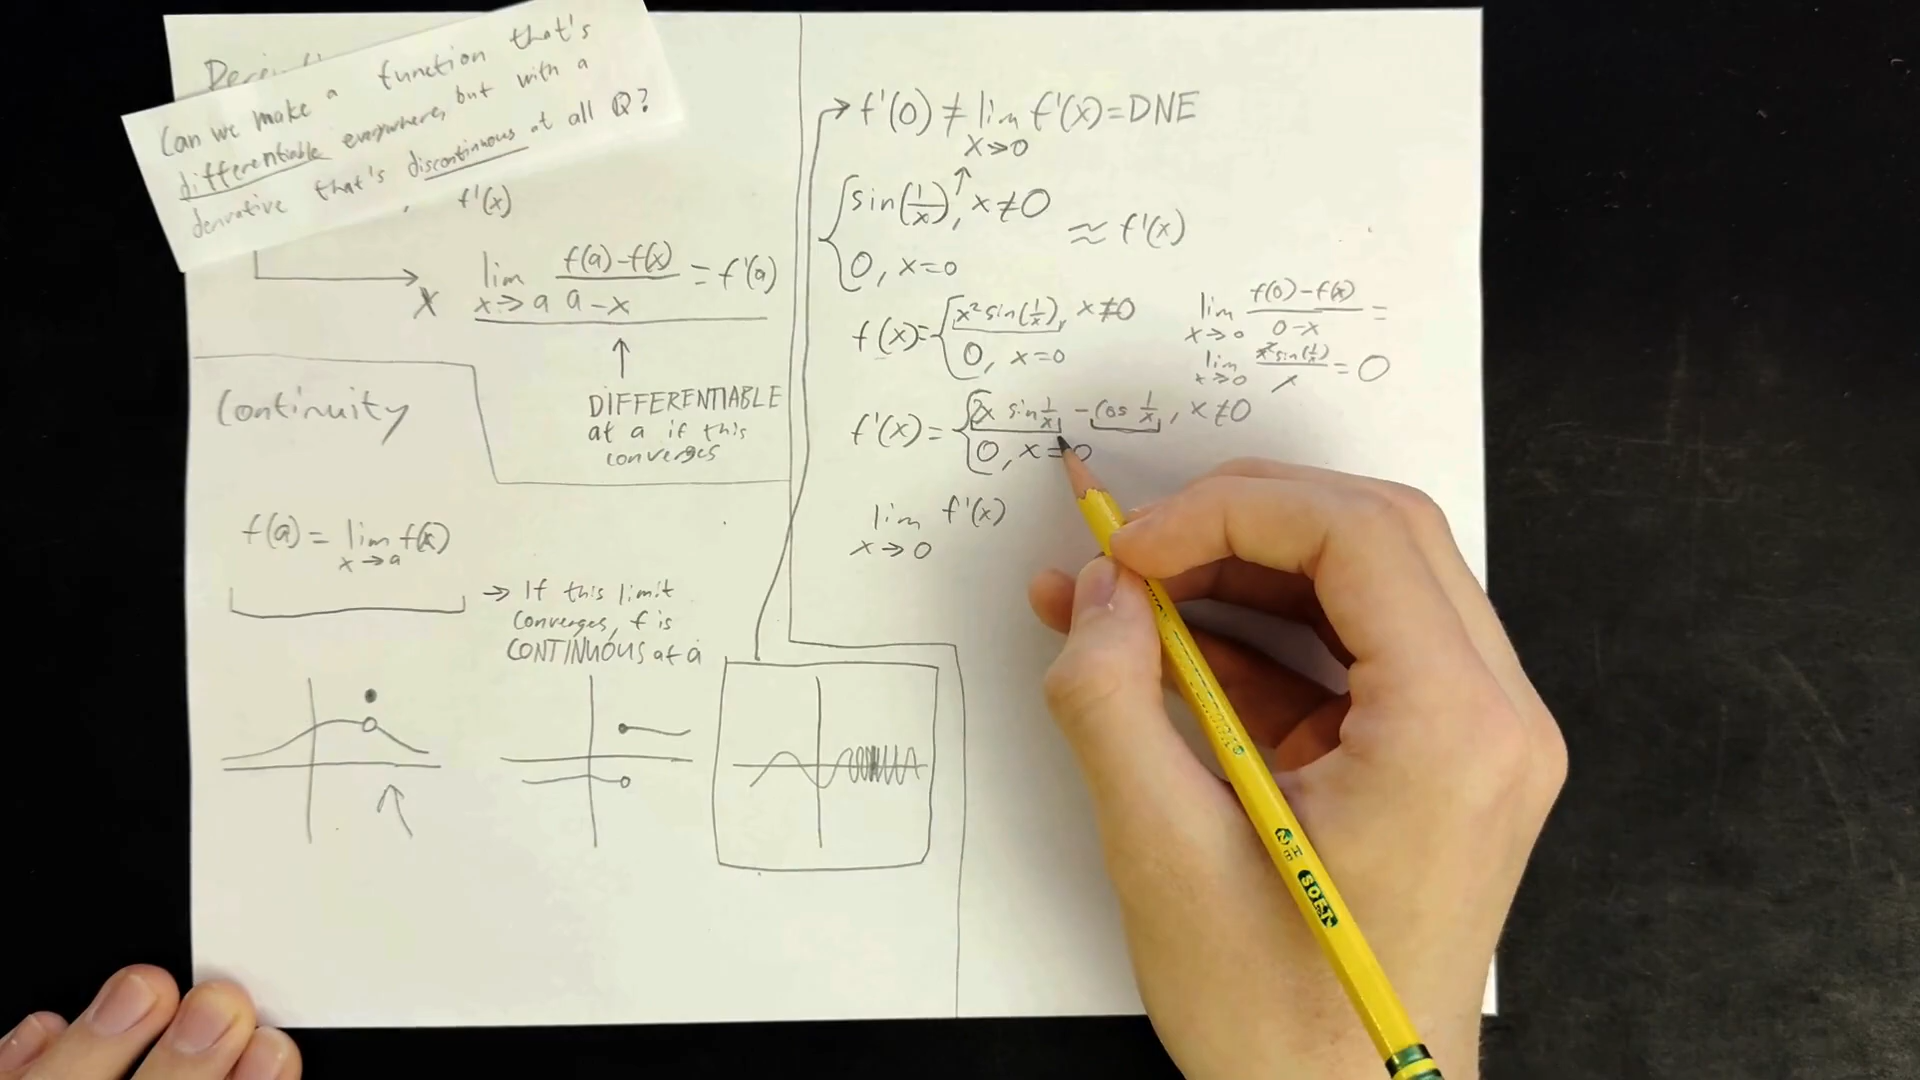 Can we make a function that's
differentiable everywhere, but with a
derivative that's discontinuous at all ℚ?
f'(x)
lim f(a)-f(x) / a-x = f'(a)
x→a
X
DIFFERENTIABLE
at a if this
converges
Continuity
f(a) = lim f(x)
x→a
→ If this limit
converges, f is
CONTINUOUS at a
f'(0) ≠ lim f'(x) = DNE
x→0
{ sin(1/x), x≠0
0, x=0
≈ f'(x)
f(x) = { x² sin(1/x), x≠0
0, x=0
lim f(0)-f(x) / 0-x =
x→0
lim x² sin(1/x) / x = 0
x→0
f'(x) = { 2x sin 1/x - cos 1/x, x≠0
0, x=0
lim f'(x)
x→0
2
HB
SOFT